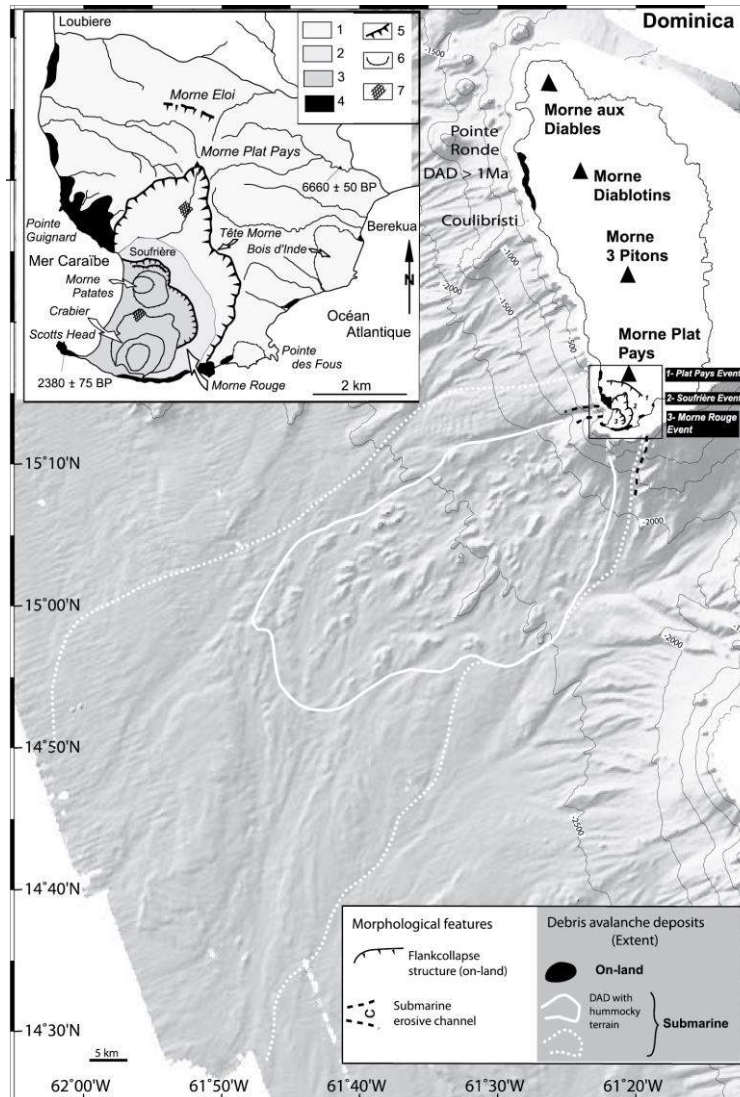 Dominica
Loubiere
Morne Eloi
Morne Plat Pays
6660 ± 50 BP
Pointe
Guignard
Mer Caraïbe
Soufrière
Tête Morne
Bois d'Inde
Berekua
Morne
Patates
Crabier
Scotts Head
2380 ± 75 BP
Morne Rouge
Océan
Atlantique
Pointe
des Fous
N
2 km
1
2
3
4
5
6
7
-1500
Pointe
Ronde
DAD > 1Ma
Coulibristi
-1000
-2000
-1500
-500
Morne aux
Diables
Morne
Diablotins
Morne
3 Pitons
Morne Plat
Pays
1- Plat Pays Event
2- Soufrière Event
3- Morne Rouge
Event
-2000
-2000
-2500
15°10'N
15°00'N
14°50'N
14°40'N
14°30'N
5 km
62°00'W
61°50'W
61°40'W
61°30'W
61°20'W
Morphological features
Flankcollapse
structure (on-land)
C
Submarine
erosive channel
Debris avalanche deposits
(Extent)
On-land
DAD with
hummocky
terrain
Submarine